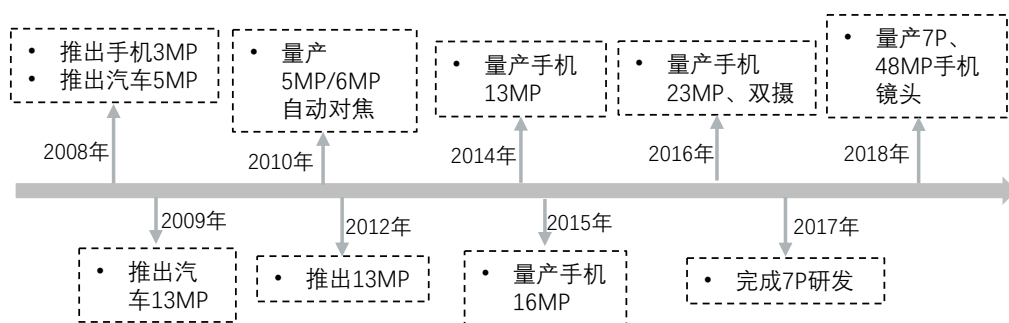 • 推出手机3MP
• 推出汽车5MP
• 量产
5MP/6MP
自动对焦
• 量产手机
13MP
• 量产手机
23MP、双摄
• 量产7P、
48MP手机
镜头
2008年
2010年
2014年
2016年
2018年
2009年
2012年
2015年
2017年
• 推出汽
车13MP
• 推出13MP
• 量产手机
16MP
• 完成7P研发